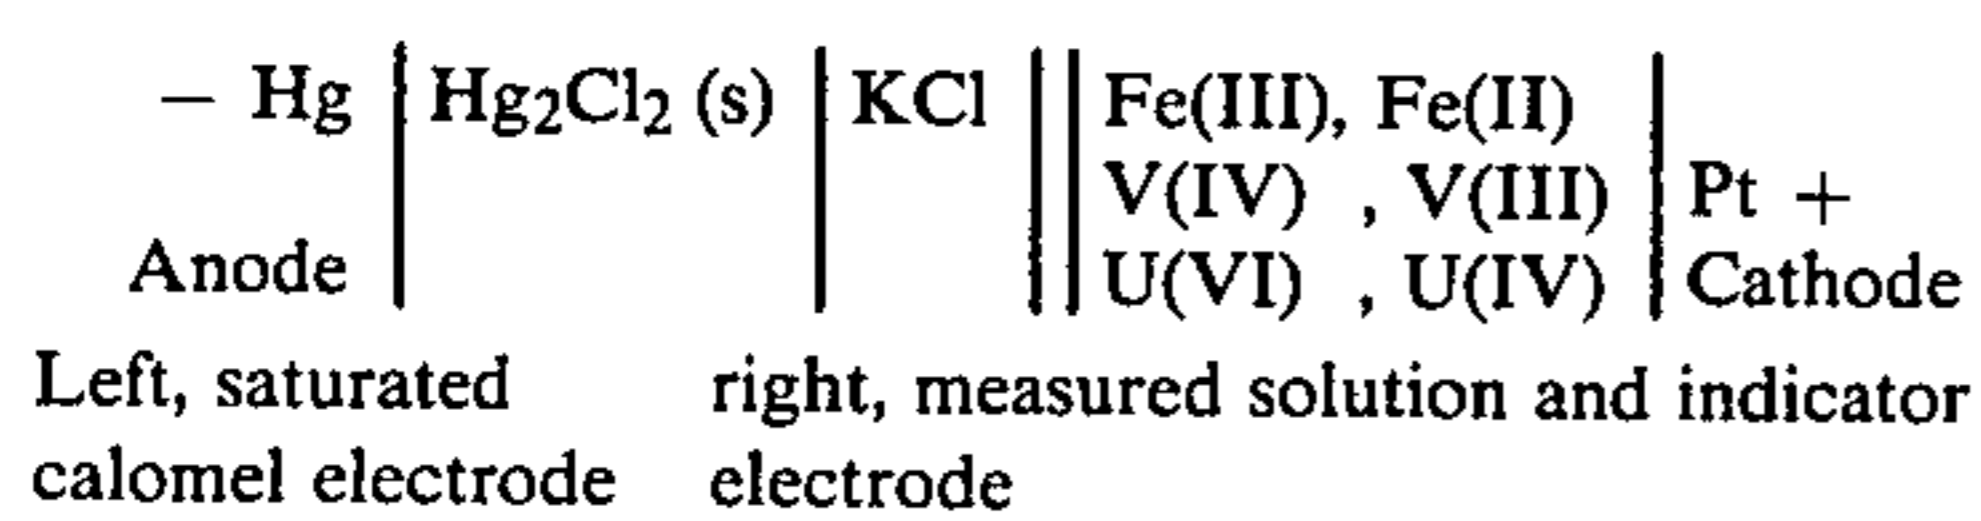 − Hg | Hg₂Cl₂ (s) | KCl || Fe(III), Fe(II)
V(IV) , V(III) | Pt +
Anode U(VI) , U(IV) Cathode
Left, saturated right, measured solution and indicator
calomel electrode electrode